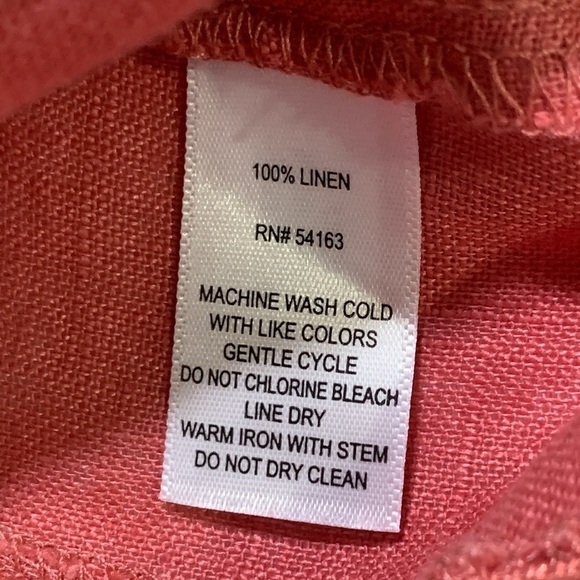 100% LINEN
RN# 54163
MACHINE WASH COLD
WITH LIKE COLORS
GENTLE CYCLE
DO NOT CHLORINE BLEACH
LINE DRY
WARM IRON WITH STEM
DO NOT DRY CLEAN